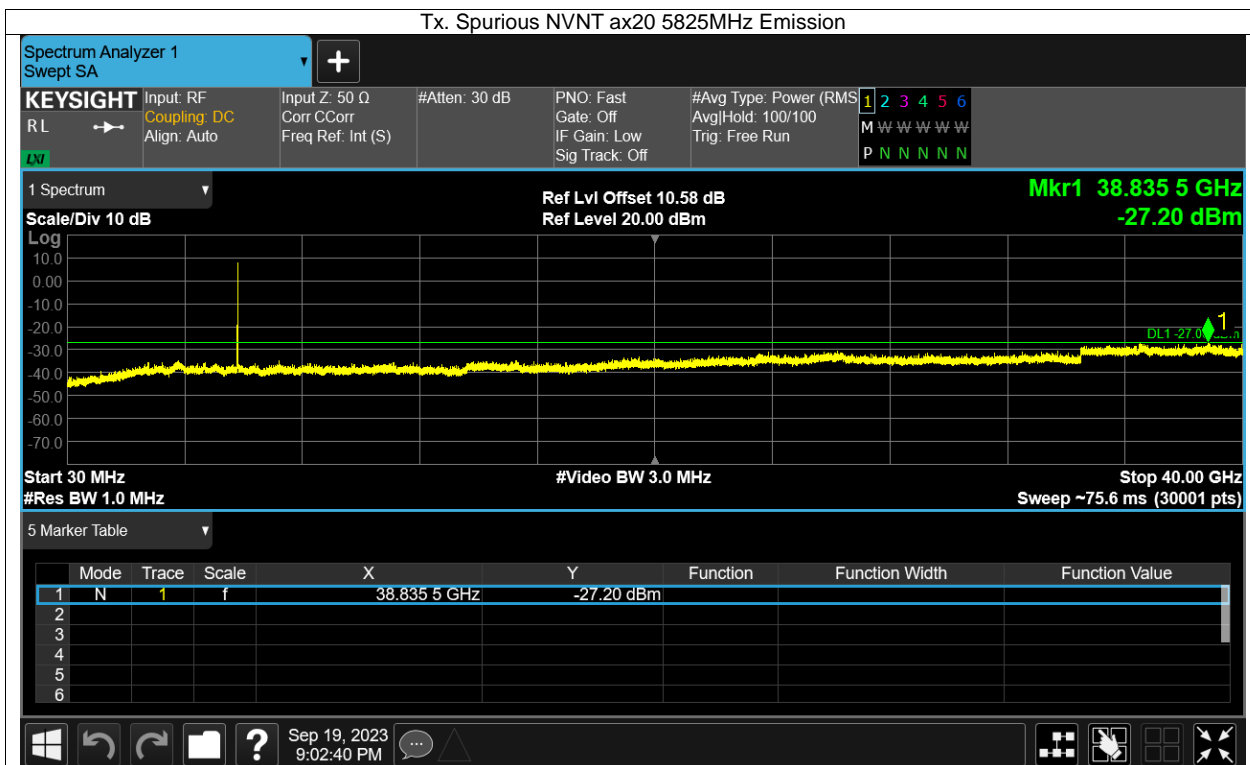 Tx. Spurious NVNT ax20 5825MHz Emission
Spectrum Analyzer 1
Swept SA
KEYSIGHT
RL
LXI
Input: RF
Coupling: DC
Align: Auto
Input Z: 50 Ω
Corr CCorr
Freq Ref: Int (S)
#Atten: 30 dB
PNO: Fast
Gate: Off
IF Gain: Low
Sig Track: Off
#Avg Type: Power (RMS
Avg|Hold: 100/100
Trig: Free Run
1 2 3 4 5 6
M W W W W W
P N N N N N
1 Spectrum
Scale/Div 10 dB
Ref Lvl Offset 10.58 dB
Ref Level 20.00 dBm
Mkr1 38.835 5 GHz
-27.20 dBm
Log
10.0
0.00
-10.0
-20.0
-30.0
-40.0
-50.0
-60.0
-70.0
1
DL1 -27.0
Start 30 MHz
#Res BW 1.0 MHz
#Video BW 3.0 MHz
Stop 40.00 GHz
Sweep ~75.6 ms (30001 pts)
5 Marker Table
Mode Trace Scale X Y Function Function Width Function Value
1 N 1 f 38.835 5 GHz -27.20 dBm
2
3
4
5
6
?
Sep 19, 2023
9:02:40 PM